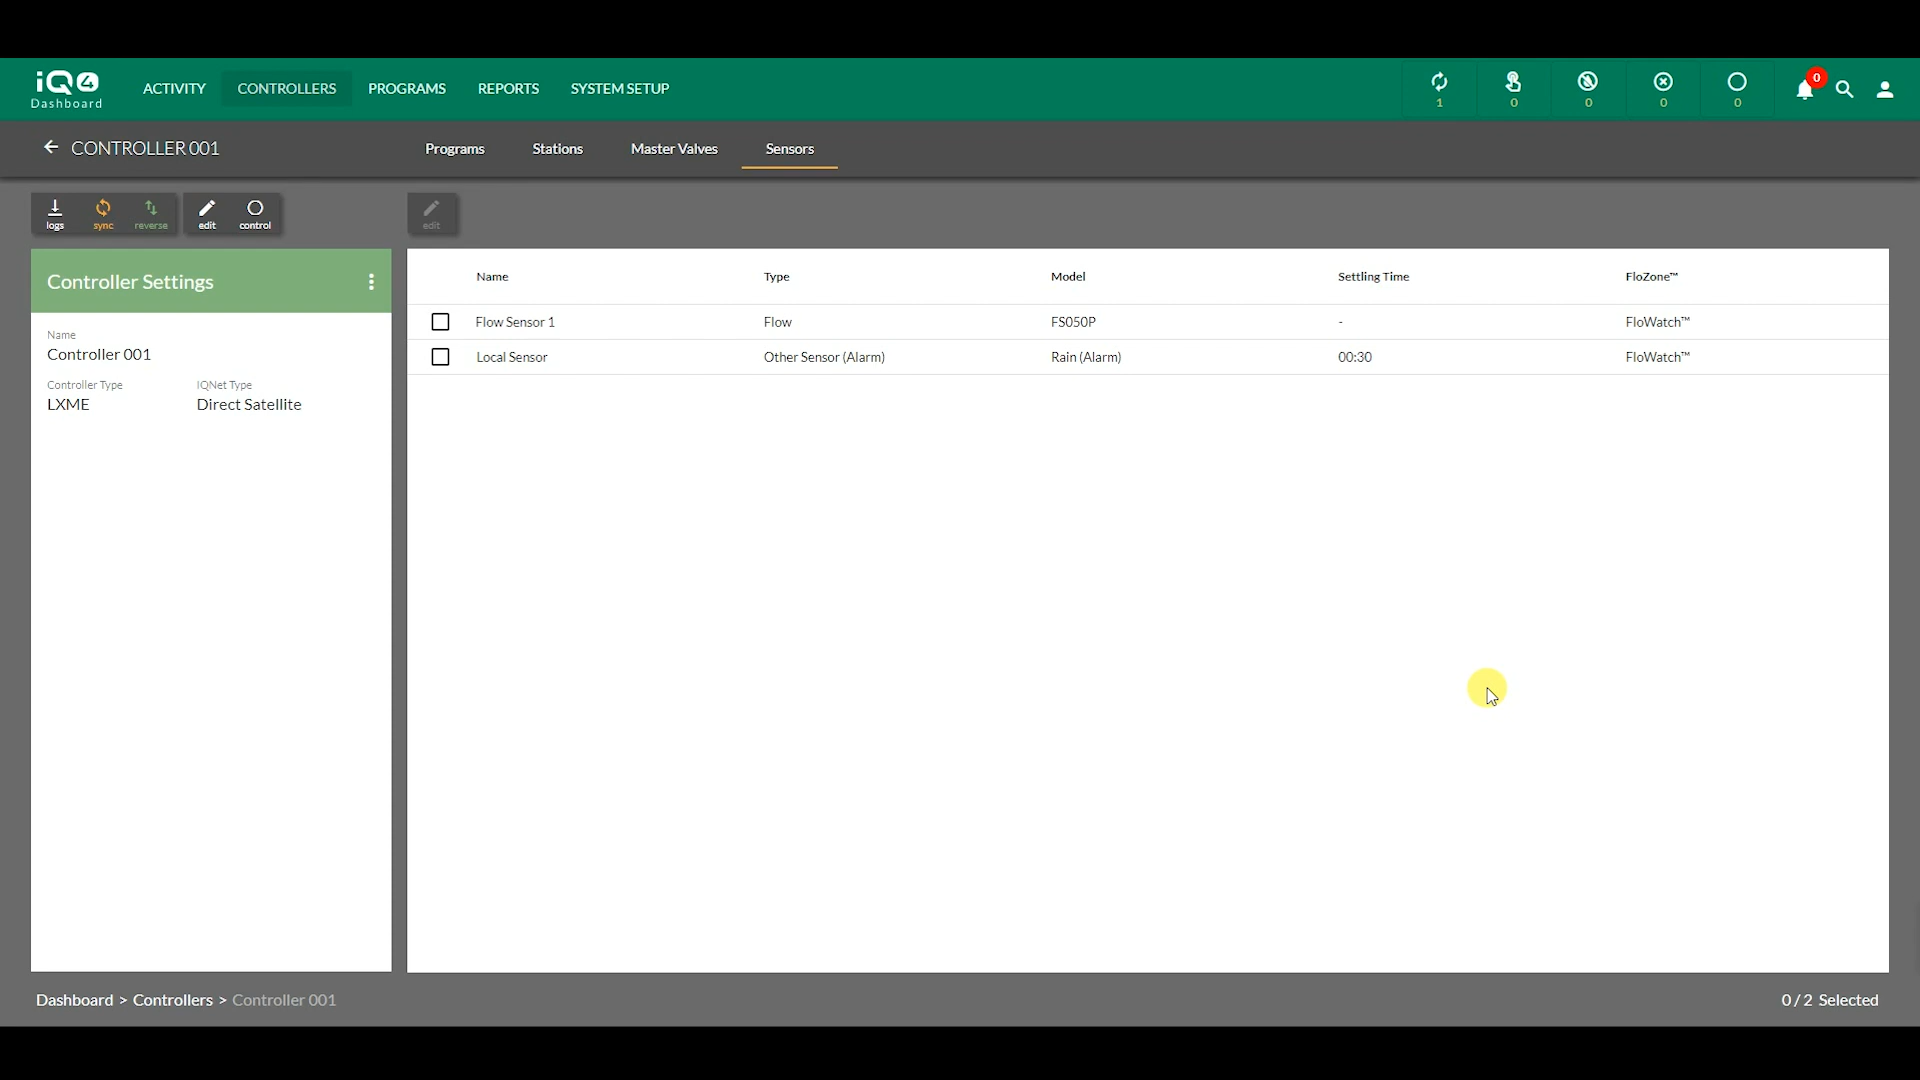 iQ4
Dashboard
ACTIVITY CONTROLLERS PROGRAMS REPORTS SYSTEM SETUP 1 0 0 0 0 0
CONTROLLER 001 Programs Stations Master Valves Sensors
logs sync reverse edit control edit
Controller Settings
Name
Controller 001
Controller Type IQNet Type
LXME Direct Satellite
Name Type Model Settling Time FloZone™
Flow Sensor 1 Flow FS050P - FloWatch™
Local Sensor Other Sensor (Alarm) Rain (Alarm) 00:30 FloWatch™
Dashboard > Controllers > Controller 001 0 / 2 Selected